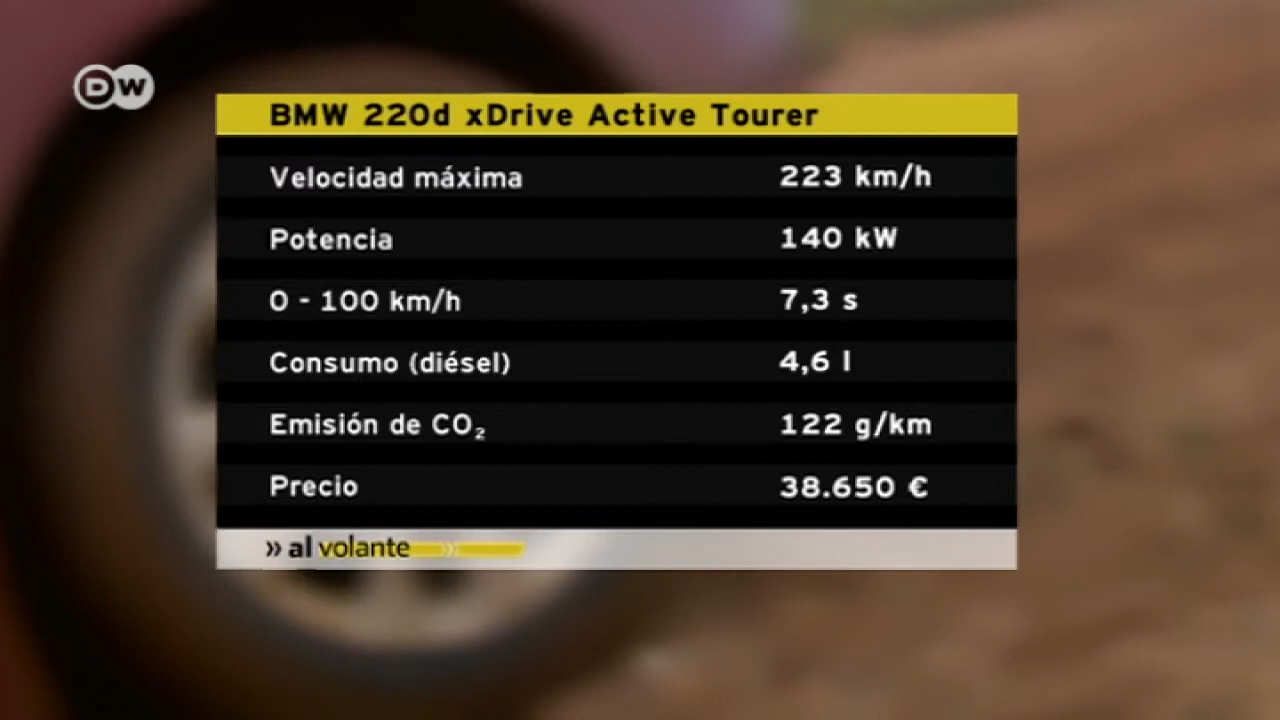 DW
BMW 220d xDrive Active Tourer
Velocidad máxima 223 km/h
Potencia 140 kW
0 - 100 km/h 7,3 s
Consumo (diésel) 4,6 l
Emisión de CO₂ 122 g/km
Precio 38.650 €
» al volante »